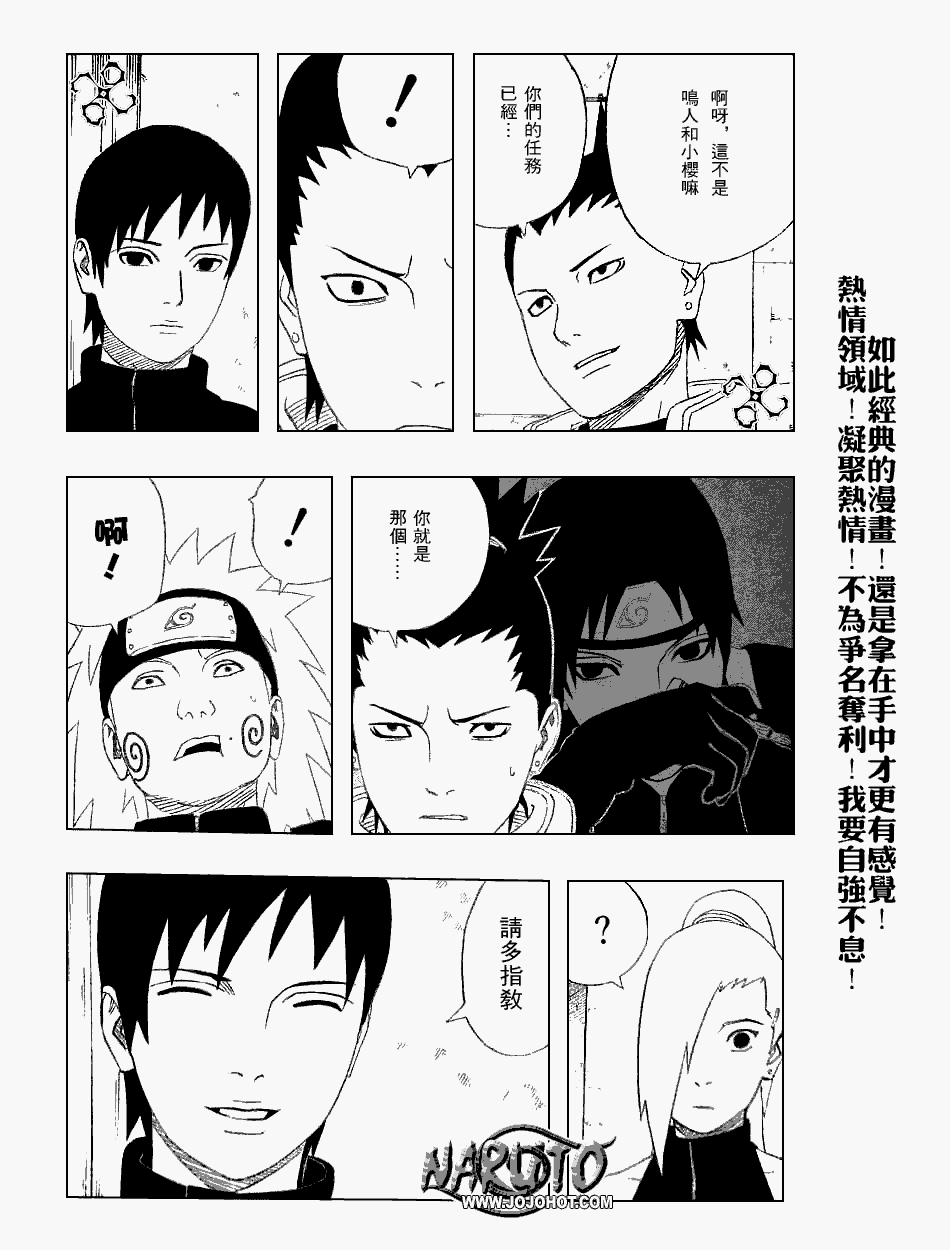 如此經典的漫畫！還是拿在手中才更有感覺！
熱情領域！凝聚熱情！不為爭名奪利！我要自強不息！
啊呀，這不是
鳴人和小櫻嘛
你們的任務
已經…
！
你就是
那個……
！
啊！
？
請多指教
NARUTO
WWW.JOJOHOT.COM